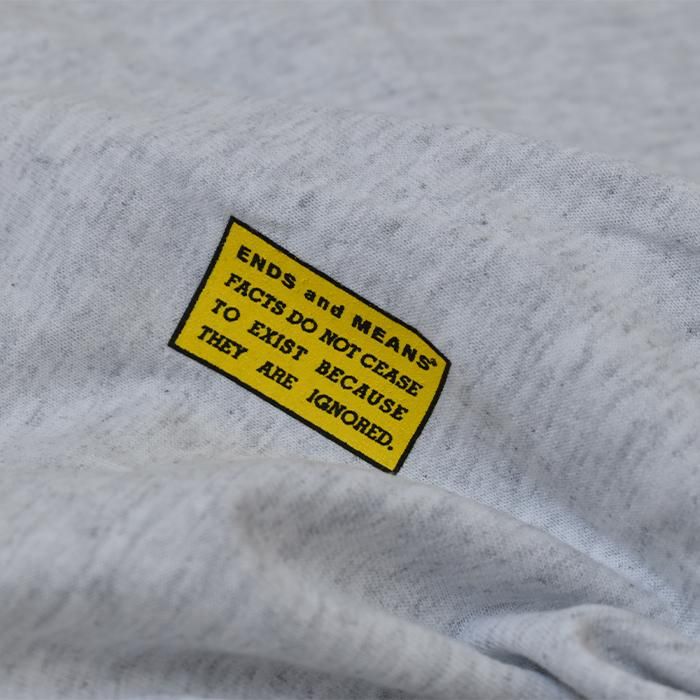 ENDS and MEANS®
FACTS DO NOT CEASE
TO EXIST BECAUSE
THEY ARE IGNORED.